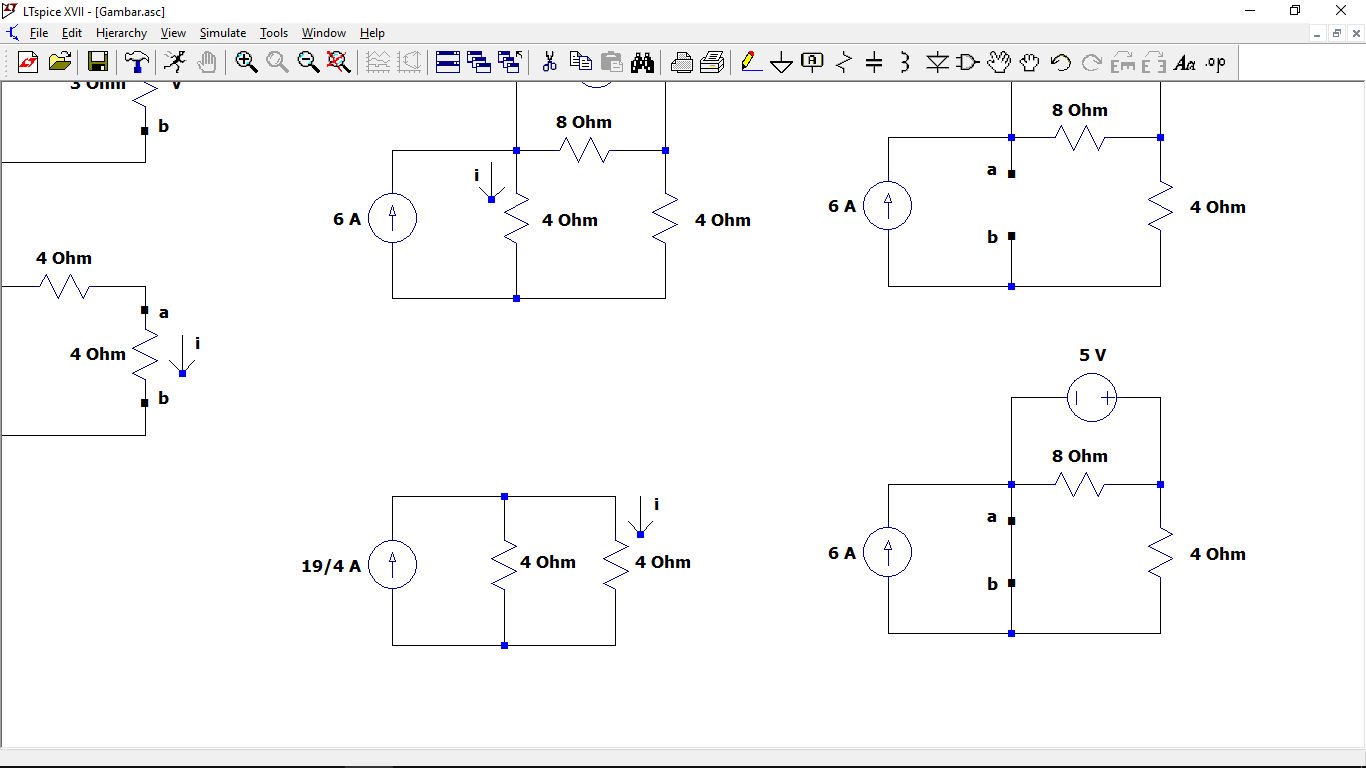 LTspice XVII - [Gambar.asc]
File Edit Hierarchy View Simulate Tools Window Help
A Aa .op
3 Ohm V
b
4 Ohm
a
4 Ohm i
b
8 Ohm
i
6 A 4 Ohm 4 Ohm
8 Ohm
a
6 A 4 Ohm
b
i
19/4 A 4 Ohm 4 Ohm
5 V
8 Ohm
a
6 A 4 Ohm
b